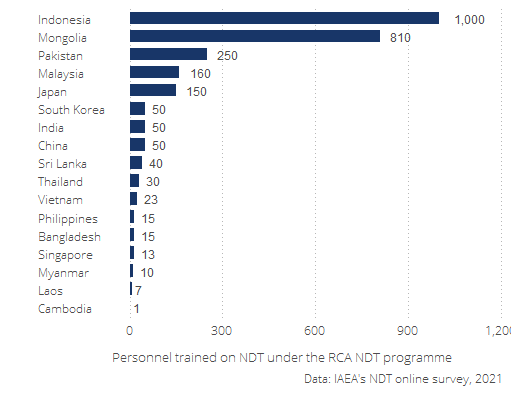 Indonesia 1,000
Mongolia 810
Pakistan 250
Malaysia 160
Japan 150
South Korea 50
India 50
China 50
Sri Lanka 40
Thailand 30
Vietnam 23
Philippines 15
Bangladesh 15
Singapore 13
Myanmar 10
Laos 7
Cambodia 1
0 300 600 900 1,200
Personnel trained on NDT under the RCA NDT programme
Data: IAEA's NDT online survey, 2021